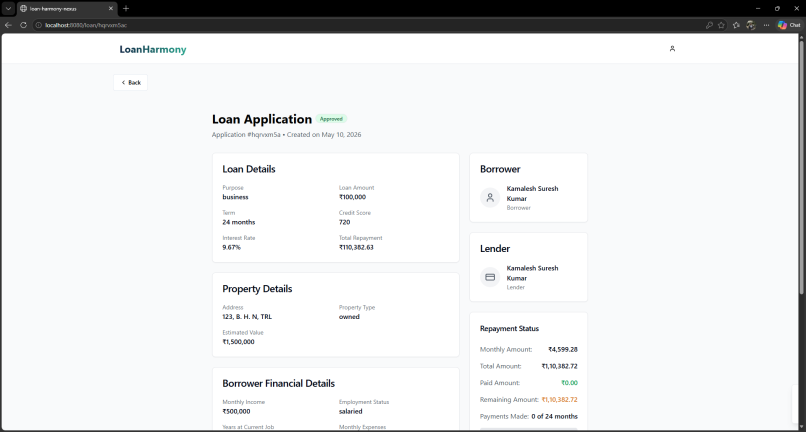 loan-harmony-nexus
localhost:8080/loan/hqrvxm5ac
Chat
LoanHarmony
Back
Loan Application Approved
Application #hqrvxm5a • Created on May 10, 2026
Loan Details
Purpose Loan Amount
business ₹100,000
Term Credit Score
24 months 720
Interest Rate Total Repayment
9.67% ₹110,382.63
Property Details
Address Property Type
123, B. H. N, TRL owned
Estimated Value
₹1,500,000
Borrower Financial Details
Monthly Income Employment Status
₹500,000 salaried
Years at Current Job Monthly Expenses
Borrower
Kamalesh Suresh
Kumar
Borrower
Lender
Kamalesh Suresh
Kumar
Lender
Repayment Status
Monthly Amount: ₹4,599.28
Total Amount: ₹1,10,382.72
Paid Amount: ₹0.00
Remaining Amount: ₹1,10,382.72
Payments Made: 0 of 24 months